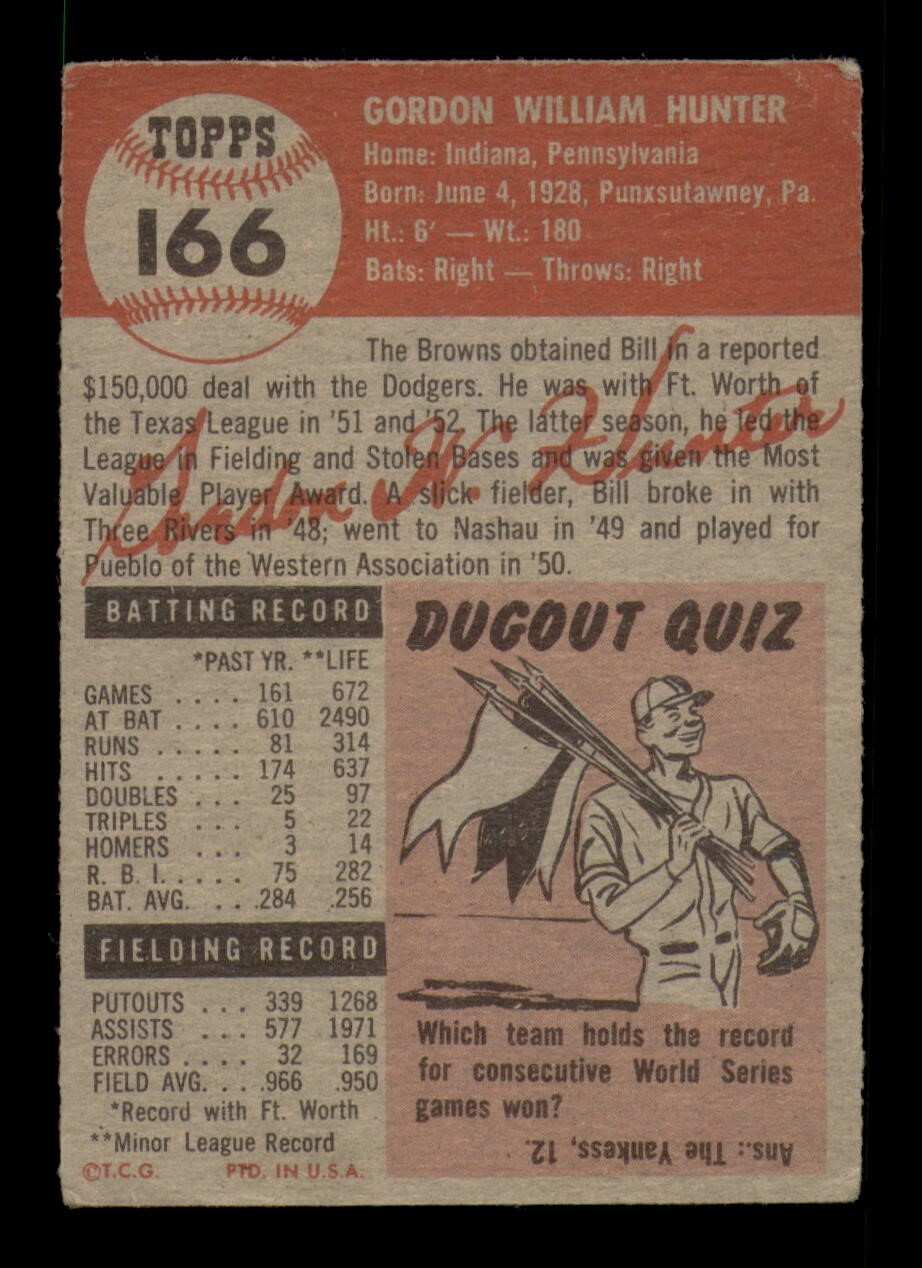 TOPPS
166
GORDON WILLIAM HUNTER
Home: Indiana, Pennsylvania
Born: June 4, 1928, Punxsutawney, Pa.
Ht.: 6′ — Wt.: 180
Bats: Right — Throws: Right
The Browns obtained Bill in a reported
$150,000 deal with the Dodgers. He was with Ft. Worth of
the Texas League in '51 and '52. The latter season, he led the
League in Fielding and Stolen Bases and was given the Most
Valuable Player Award. A slick fielder, Bill broke in with
Three Rivers in '48; went to Nashau in '49 and played for
Pueblo of the Western Association in '50.
Gordon W. Hunter
BATTING RECORD
*PAST YR. **LIFE
GAMES . . . . 161 672
AT BAT . . . . 610 2490
RUNS . . . . . 81 314
HITS . . . . . 174 637
DOUBLES . . . 25 97
TRIPLES . . . 5 22
HOMERS . . . 3 14
R. B. I. . . . . 75 282
BAT. AVG. . . .284 .256
FIELDING RECORD
PUTOUTS . . . 339 1268
ASSISTS . . . 577 1971
ERRORS . . . . 32 169
FIELD AVG. . . .966 .950
*Record with Ft. Worth
**Minor League Record
©T.C.G. PTD. IN U.S.A.
DUGOUT QUIZ
Which team holds the record
for consecutive World Series
games won?
Ans.: The Yankess, 12.